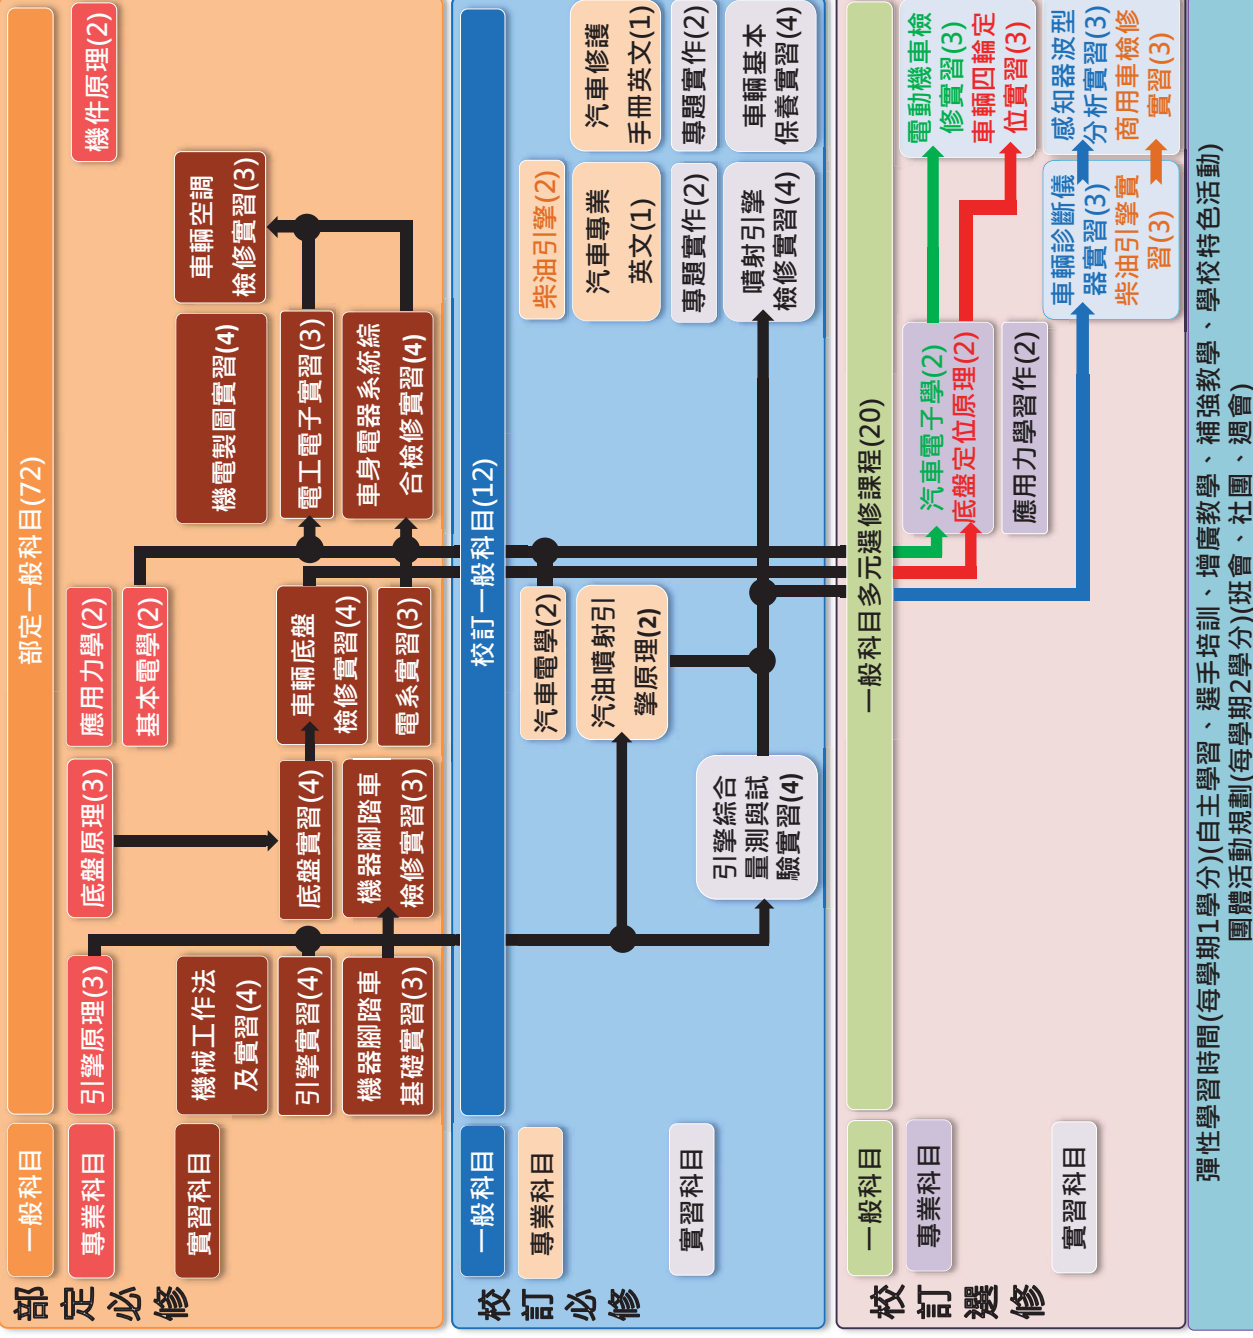 部定必修
一般科目
部定一般科目(72)
專業科目
引擎原理(3)
底盤原理(3)
應用力學(2)
基本電學(2)
機件原理(2)
實習科目
機械工作法
及實習(4)
引擎實習(4)
機器腳踏車
基礎實習(3)
底盤實習(4)
機器腳踏車
檢修實習(3)
車輛底盤
檢修實習(4)
電系實習(3)
機電製圖實習(4)
電工電子實習(3)
車身電器系統綜
合檢修實習(4)
車輛空調
檢修實習(3)
校訂必修
一般科目
校訂一般科目(12)
專業科目
汽車電學(2)
汽油噴射引
擎原理(2)
柴油引擎(2)
汽車專業
英文(1)
汽車修護
手冊英文(1)
實習科目
引擎綜合
量測與試
驗實習(4)
專題實作(2)
噴射引擎
檢修實習(4)
專題實作(2)
車輛基本
保養實習(4)
校訂選修
一般科目
一般科目多元選修課程(20)
專業科目
汽車電子學(2)
底盤定位原理(2)
應用力學習作(2)
電動機車檢
修實習(3)
車輛四輪定
位實習(3)
實習科目
車輛診斷儀
器實習(3)
柴油引擎實
習(3)
感知器波型
分析實習(3)
商用車檢修
實習(3)
彈性學習時間(每學期1學分)(自主學習、選手培訓、增廣教學、補強教學、學校特色活動)
團體活動規劃(每學期2學分)(班會、社團、週會)